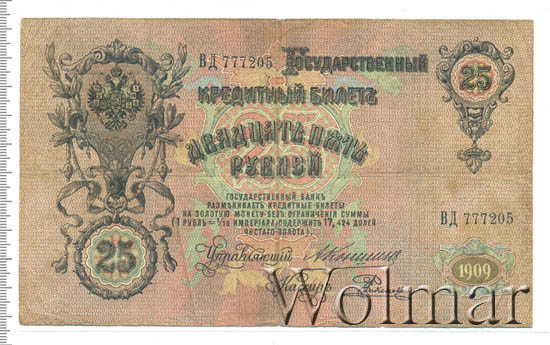 ВД 777205
Государственный
25
Кредитный Билетъ
Двадцать пять
Рублей
25
ГОСУДАРСТВЕННЫЙ БАНКЪ
РАЗМѢНИВАЕТЪ КРЕДИТНЫЕ БИЛЕТЫ
НА ЗОЛОТУЮ МОНЕТУ БЕЗЪ ОГРАНИЧЕНІЯ СУММЫ
(1 РУБЛЬ = 1/15 ИМПЕРІАЛА, СОДЕРЖИТЪ 17, 424 ДОЛЕЙ
ЧИСТАГО ЗОЛОТА).
ВД 777205
25
Управляющій
Кассиръ
1909
Wolmar